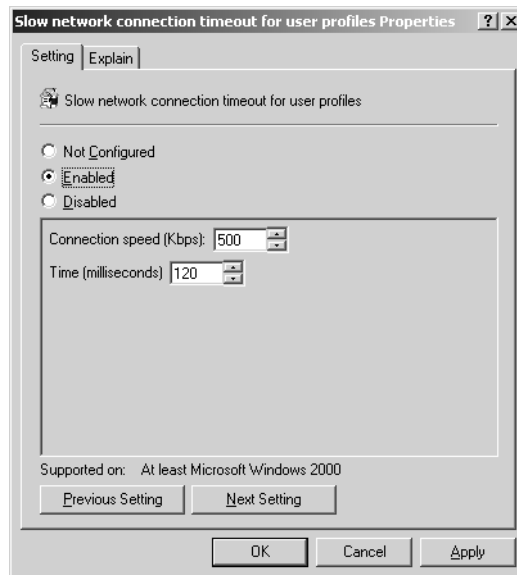 Slow network connection timeout for user profiles Properties
Setting
Explain
Slow network connection timeout for user profiles
Not Configured
Enabled
Disabled
Connection speed (Kbps): 500
Time (milliseconds) 120
Supported on: At least Microsoft Windows 2000
Previous Setting
Next Setting
OK
Cancel
Apply